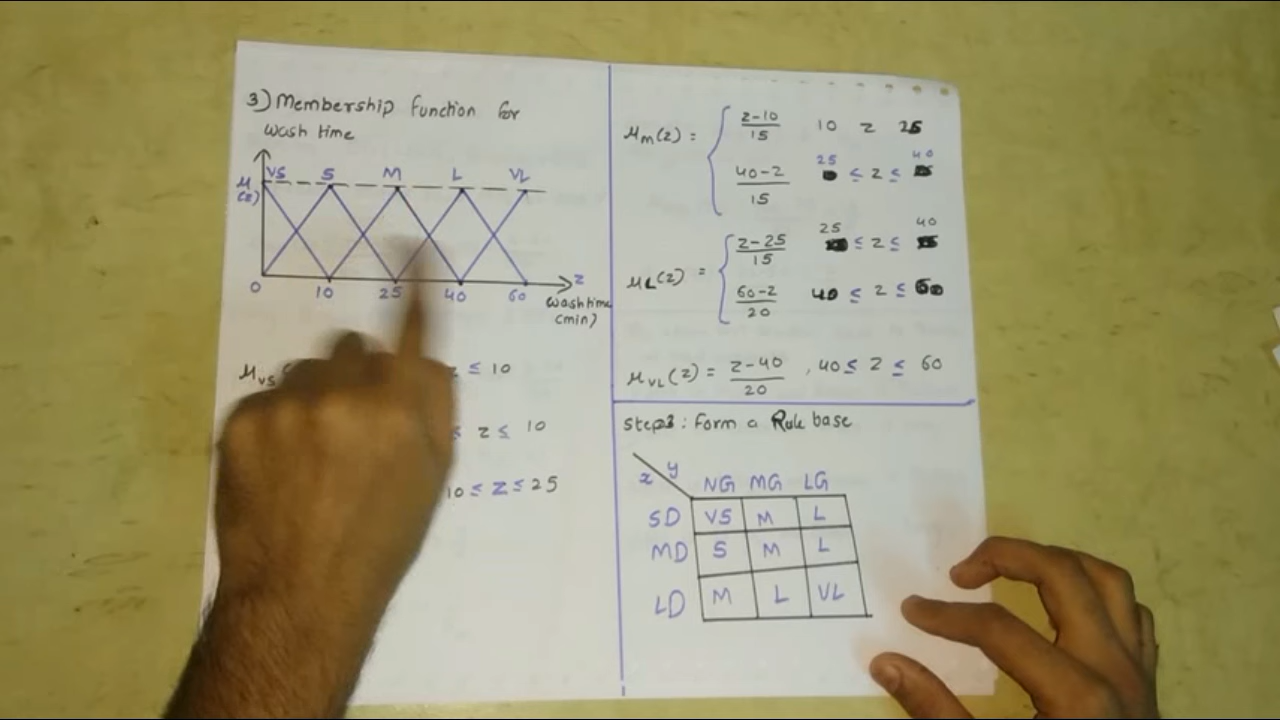 3) Membership function for
wash time
VS S M L VL
μ
(z)
0 10 25 40 60 z
Wash time
(min)
μVS ≤ 10
z ≤ 10
10 ≤ z ≤ 25
μM(z) =
z-10
15
10 z 25
40-z
15
25 ≤ z ≤ 40
μL(z) =
z-25
15
25 ≤ z ≤ 40
60-z
20
40 ≤ z ≤ 60
μVL(z) = z-40 , 40 ≤ z ≤ 60
20
Step3: Form a Rule base
x y NG MG LG
SD VS M L
MD S M L
LD M L VL